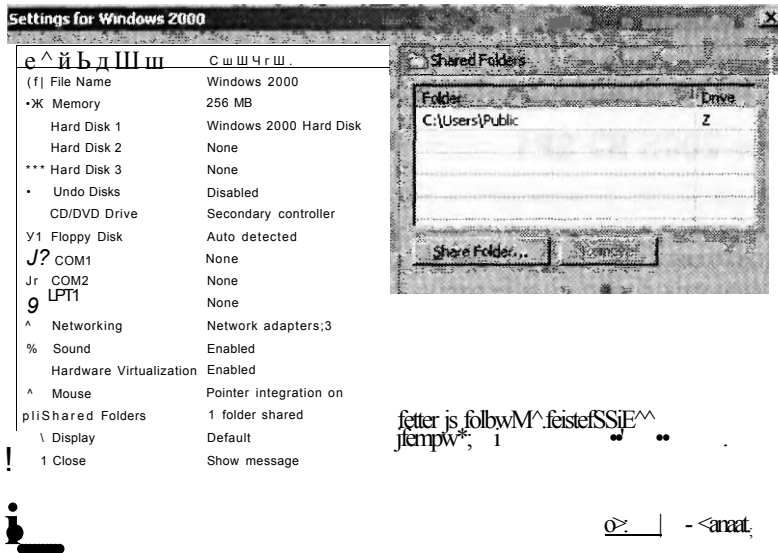 Settings for Windows 2000
File Name Windows 2000
Memory 256 MB
Hard Disk 1 Windows 2000 Hard Disk
Hard Disk 2 None
*** Hard Disk 3 None
• Undo Disks Disabled
CD/DVD Drive Secondary controller
Floppy Disk Auto detected
COM1 None
COM2 None
LPT1 None
Networking Network adapters;3
% Sound Enabled
Hardware Virtualization Enabled
^ Mouse Pointer integration on
Shared Folders 1 folder shared
\ Display Default
1 Close Show message
Shared Folders
Folder Drive
C:\Users\Public Z
Share Folder...